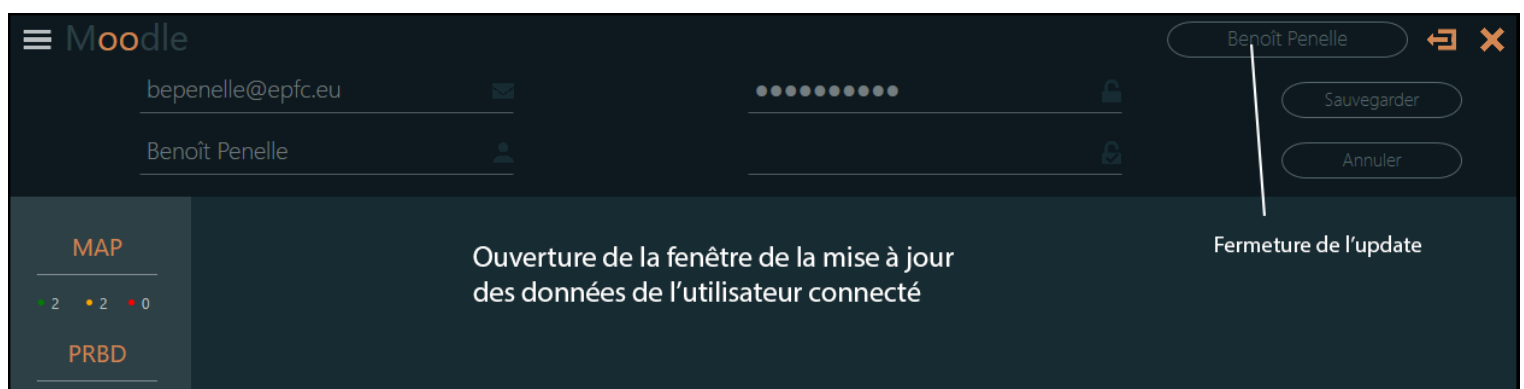 Moodle
Benoît Penelle
bepenelle@epfc.eu
●●●●●●●●●●
Sauvegarder
Benoît Penelle
Annuler
MAP
Ouverture de la fenêtre de la mise à jour
des données de l'utilisateur connecté
Fermeture de l'update
2 2 0
PRBD